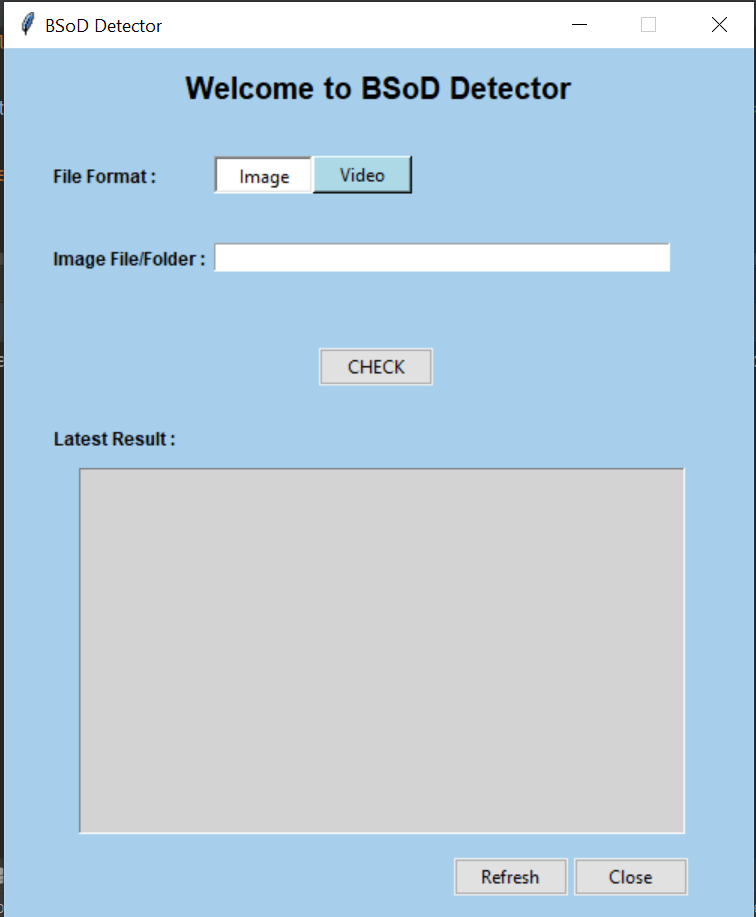 BSoD Detector
Welcome to BSoD Detector
File Format : Image Video
Image File/Folder :
CHECK
Latest Result :
Refresh Close